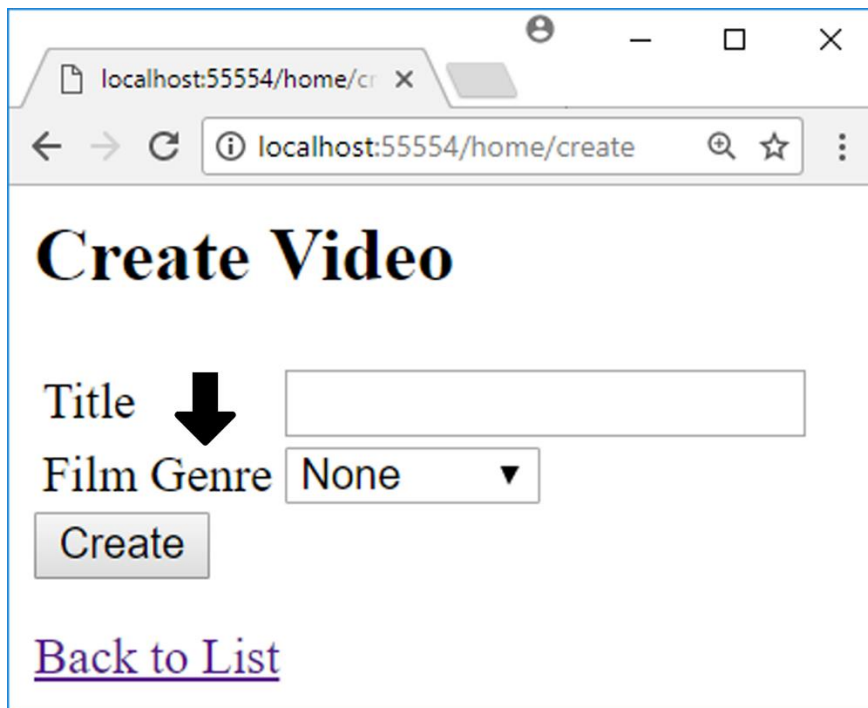 localhost:55554/home/cr
localhost:55554/home/create
Create Video
Title
Film Genre None
Create
Back to List